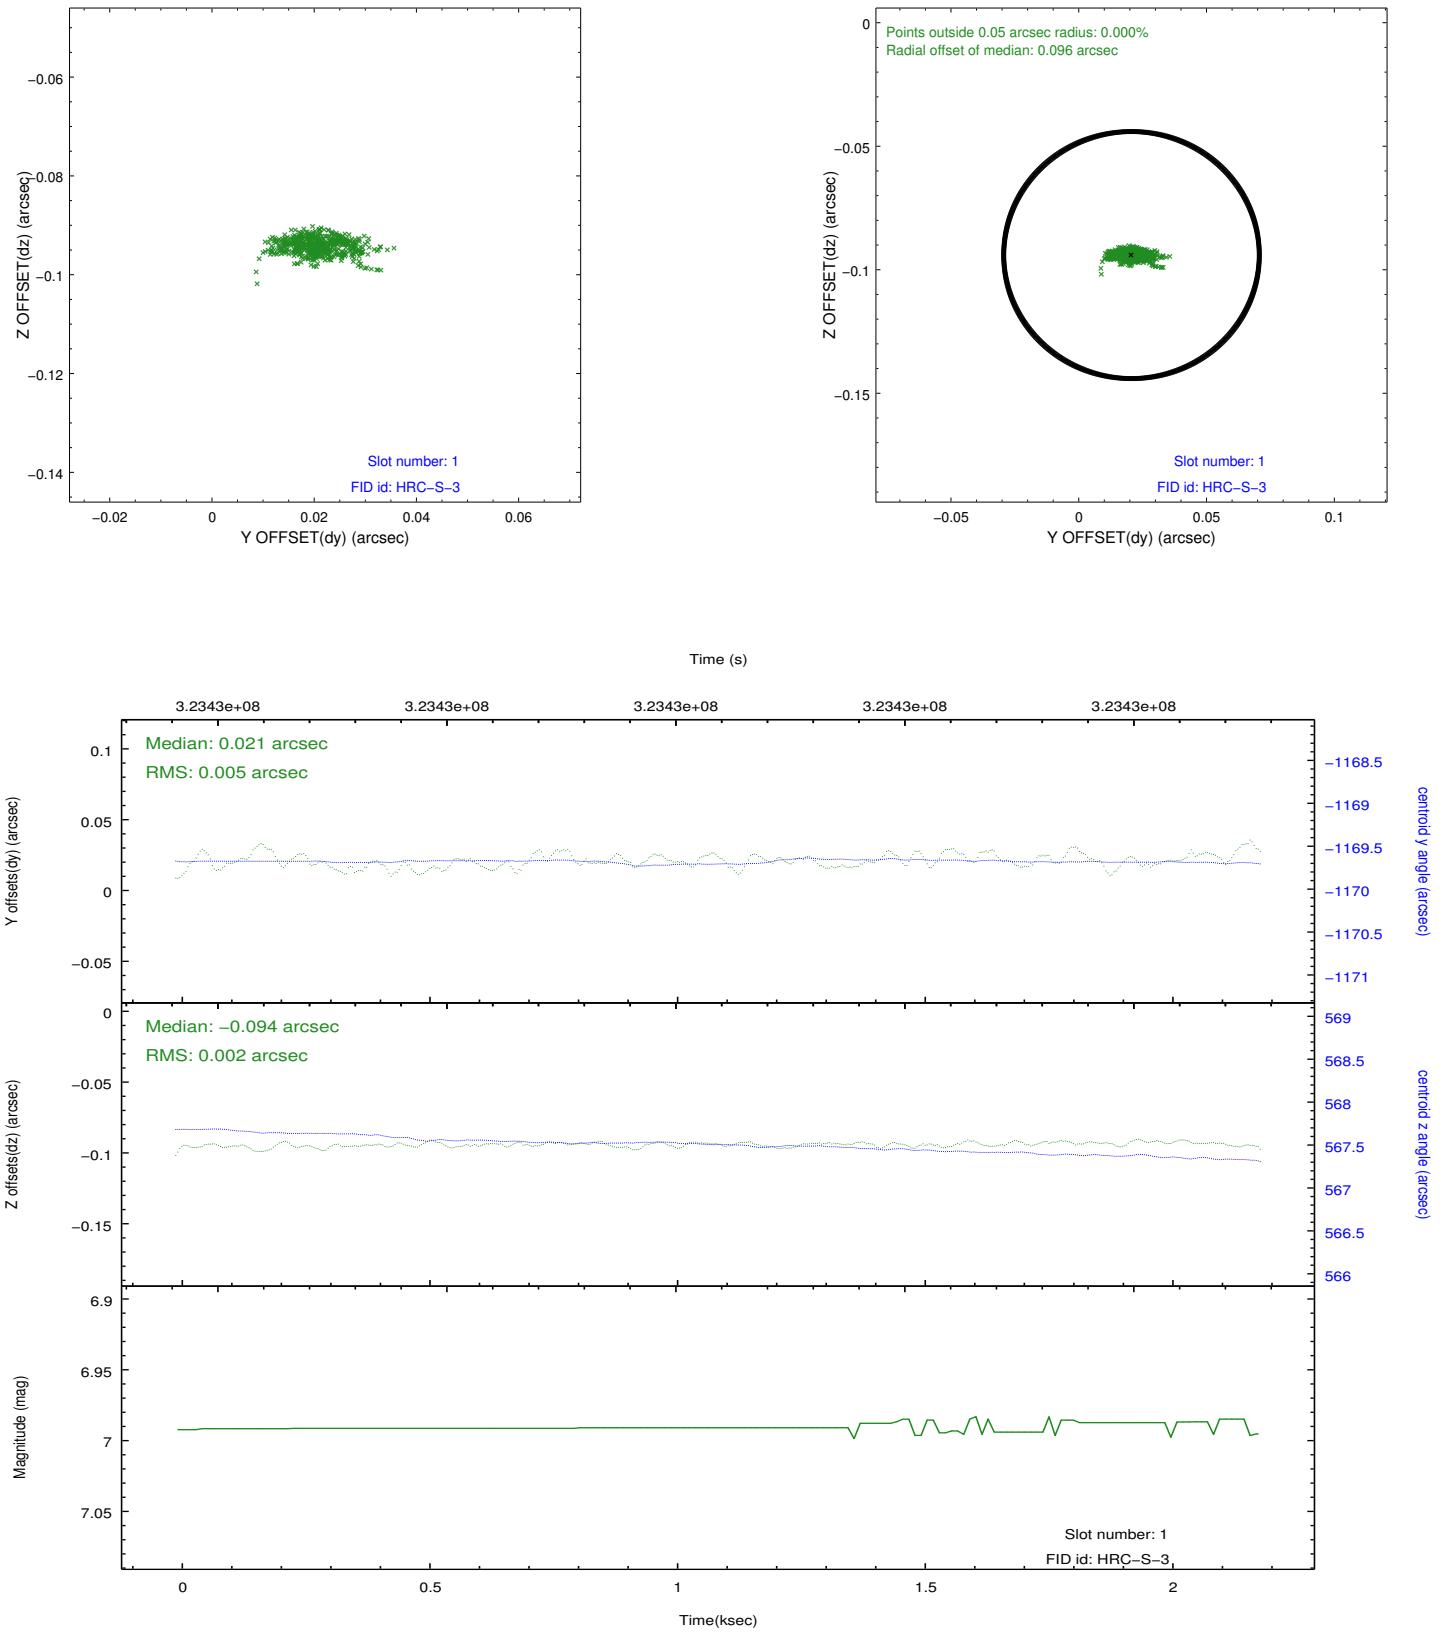 −0.06
−0.08
−0.1
−0.12
−0.14
Z OFFSET(dz) (arcsec)
Slot number: 1
FID id: HRC−S−3
−0.02 0 0.02 0.04 0.06
Y OFFSET(dy) (arcsec)
Points outside 0.05 arcsec radius: 0.000%
Radial offset of median: 0.096 arcsec
0
−0.05
−0.1
−0.15
Z OFFSET(dz) (arcsec)
Slot number: 1
FID id: HRC−S−3
−0.05 0 0.05 0.1
Y OFFSET(dy) (arcsec)
Time (s)
3.2343e+08 3.2343e+08 3.2343e+08 3.2343e+08 3.2343e+08
Median: 0.021 arcsec
RMS: 0.005 arcsec
0.1
0.05
0
−0.05
Y offsets(dy) (arcsec)
−1168.5
−1169
−1169.5
−1170
−1170.5
−1171
centroid y angle (arcsec)
Median: −0.094 arcsec
RMS: 0.002 arcsec
0
−0.05
−0.1
−0.15
Z offsets(dz) (arcsec)
569
568.5
568
567.5
567
566.5
566
centroid z angle (arcsec)
6.9
6.95
7
7.05
Magnitude (mag)
Slot number: 1
FID id: HRC−S−3
0 0.5 1 1.5 2
Time(ksec)